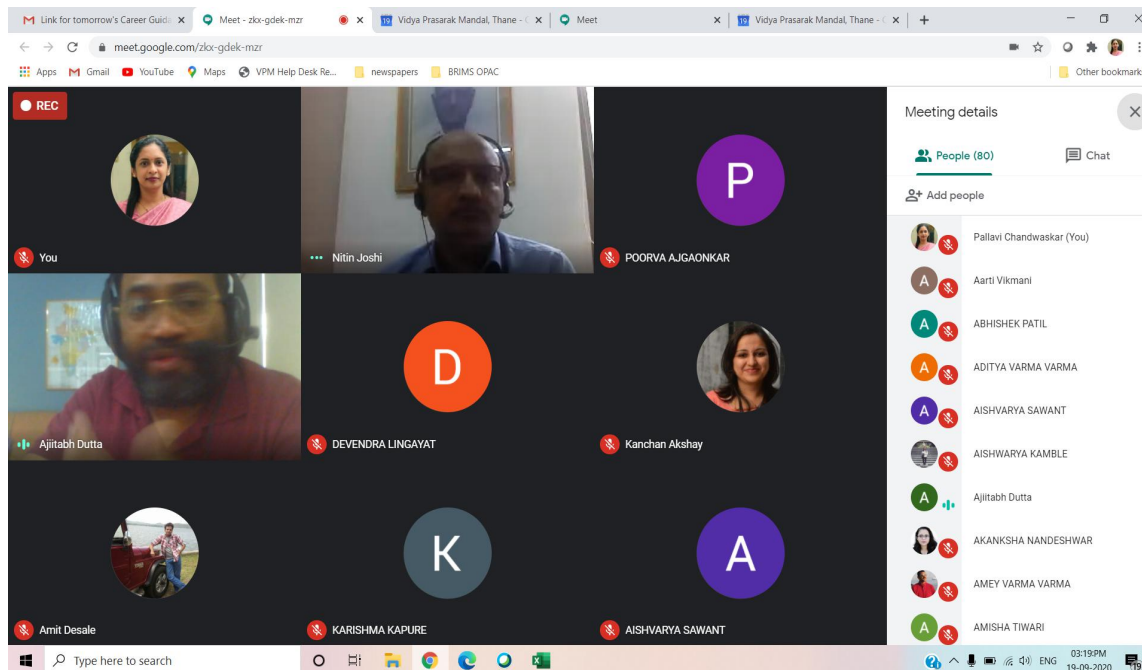 Link for tomorrow's Career Guida
Meet - zkx-gdek-mzr
Vidya Prasarak Mandal, Thane - C
Meet
Vidya Prasarak Mandal, Thane - C
meet.google.com/zkx-gdek-mzr
Apps
Gmail
YouTube
Maps
VPM Help Desk Re...
newspapers
BRIMS OPAC
Other bookmark
REC
You
Nitin Joshi
P
POORVA AJGAONKAR
Ajiitabh Dutta
D
DEVENDRA LINGAYAT
Kanchan Akshay
Amit Desale
K
KARISHMA KAPURE
A
AISHVARYA SAWANT
Meeting details
People (80)
Chat
Add people
Pallavi Chandwaskar (You)
A
Aarti Vikmani
A
ABHISHEK PATIL
A
ADITYA VARMA VARMA
A
AISHVARYA SAWANT
AISHWARYA KAMBLE
A
Ajiitabh Dutta
AKANKSHA NANDESHWAR
AMEY VARMA VARMA
A
AMISHA TIWARI
Type here to search
ENG
03:19PM
19-09-2020